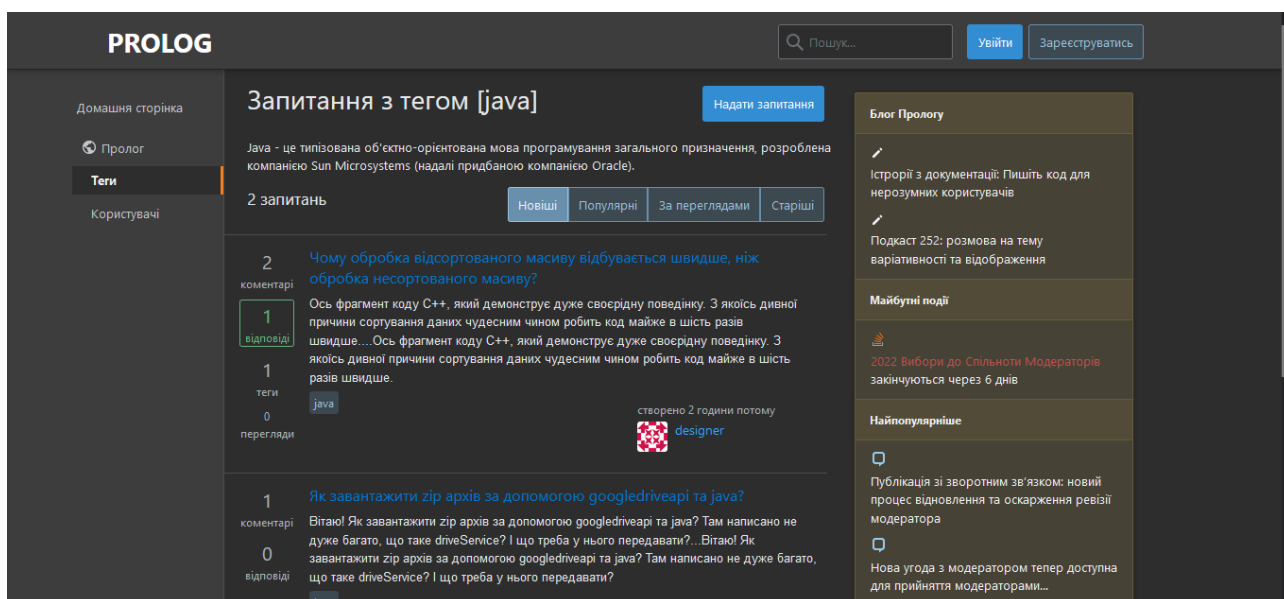 PROLOG
Пошук...
Увійти
Зареєструватись
Домашня сторінка
Пролог
Теги
Користувачі
Запитання з тегом [java]
Надати запитання
Java - це типізована об'єктно-орієнтована мова програмування загального призначення, розроблена
компанією Sun Microsystems (надалі придбаною компанією Oracle).
2 запитань
Новіші
Популярні
За переглядами
Старіші
2
коментарі
1
відповіді
1
теги
0
перегляди
Чому обробка відсортованого масиву відбувається швидше, ніж
обробка несортованого масиву?
Ось фрагмент коду C++, який демонструє дуже своєрідну поведінку. З якоїсь дивної
причини сортування даних чудесним чином робить код майже в шість разів
швидше....Ось фрагмент коду C++, який демонструє дуже своєрідну поведінку. З
якоїсь дивної причини сортування даних чудесним чином робить код майже в шість
разів швидше.
java
створено 2 години потому
designer
1
коментарі
0
відповіді
Як завантажити zip архів за допомогою googledriveapi та java?
Вітаю! Як завантажити zip архів за допомогою googledriveapi та java? Там написано не
дуже багато, що таке driveService? І що треба у нього передавати?...Вітаю! Як
завантажити zip архів за допомогою googledriveapi та java? Там написано не дуже багато,
що таке driveService? І що треба у нього передавати?
Блог Прологу
Істрорії з документації: Пишіть код для
нерозумних користувачів
Подкаст 252: розмова на тему
варіативності та відображення
Майбутні події
2022 Вибори до Спільноти Модераторів
закінчуються через 6 днів
Найпопулярніше
Публікація зі зворотним зв'язком: новий
процес відновлення та оскарження ревізії
модератора
Нова угода з модератором тепер доступна
для прийняття модераторами...